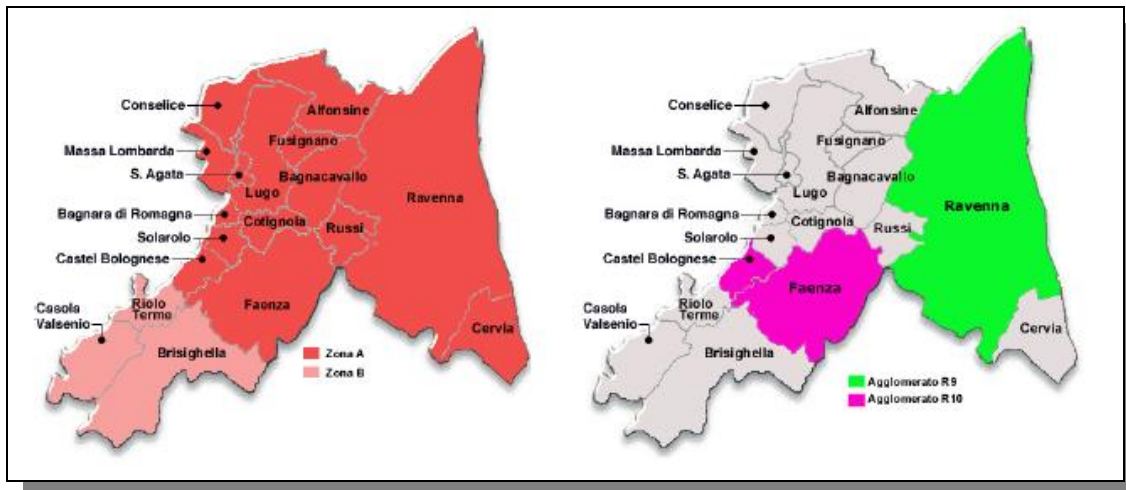 Conselice
Alfonsine
Fusignano
Massa Lombarda
S. Agata
Bagnacavallo
Lugo
Ravenna
Bagnara di Romagna
Cotignola
Russi
Solarolo
Castel Bolognese
Riolo
Terme
Faenza
Casola
Valsenio
Cervia
Brisighella
Zona A
Zona B
Conselice
Alfonsine
Fusignano
Massa Lombarda
S. Agata
Bagnacavallo
Lugo
Ravenna
Bagnara di Romagna
Cotignola
Russi
Solarolo
Castel Bolognese
Faenza
Riolo
Terme
Casola
Valsenio
Cervia
Brisighella
Agglomerato R9
Agglomerato R10